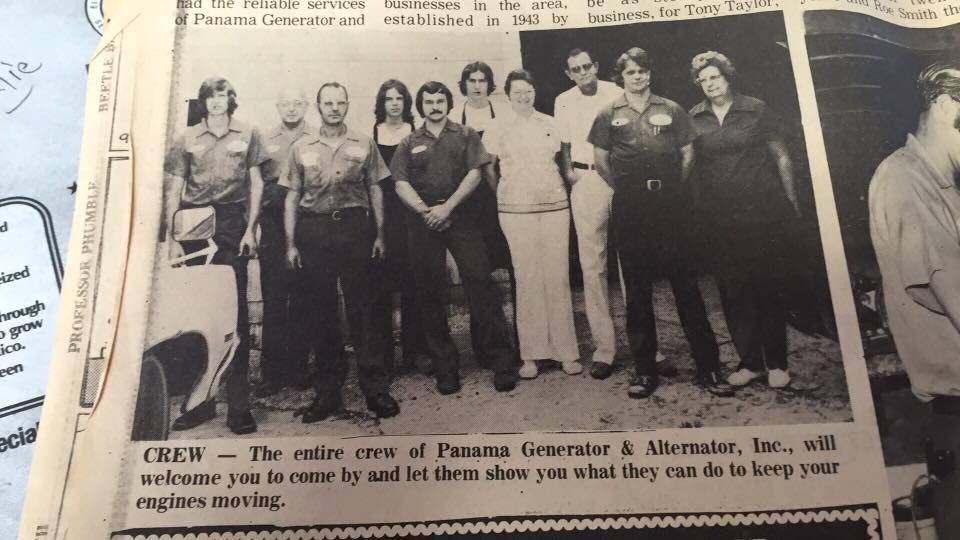 had the reliable services
of Panama Generator and
businesses in the area,
established in 1943 by
business, for Tony Taylor,
and Roe Smith
BEETLE
PROFESSOR PHUMBLE
d
eized
hrough
o grow
ico.
een
ecia
CREW — The entire crew of Panama Generator & Alternator, Inc., will
welcome you to come by and let them show you what they can do to keep your
engines moving.